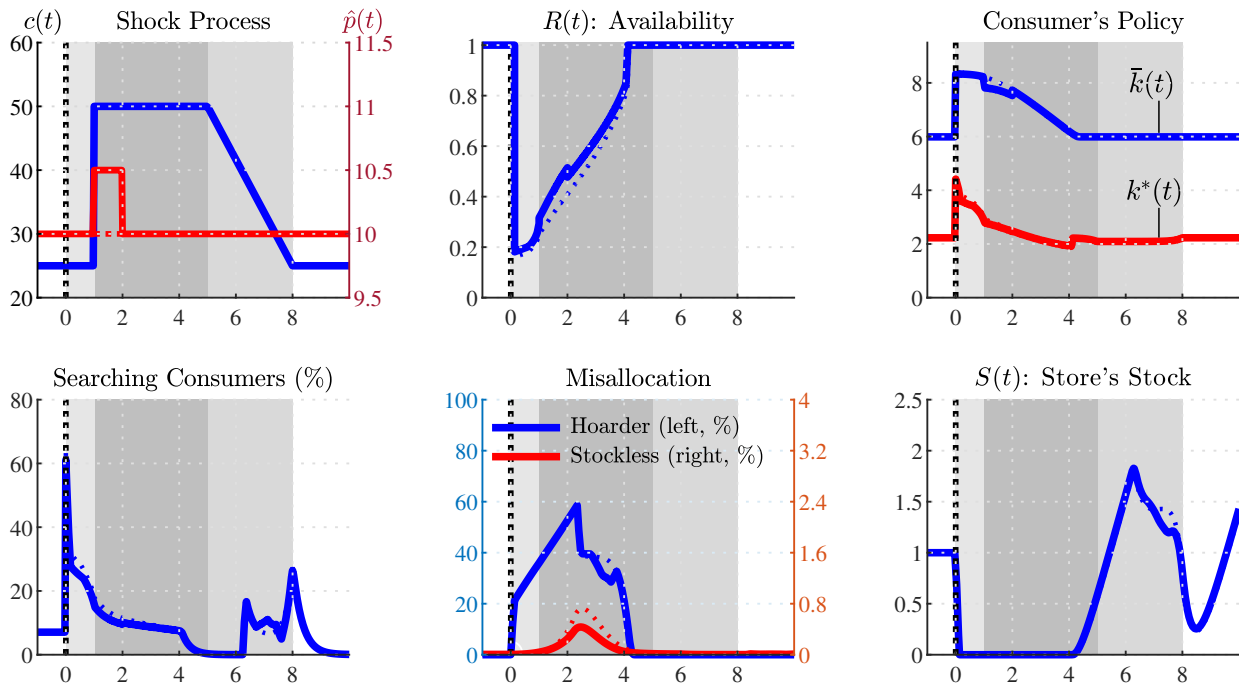 c(t) Shock Process p̂(t)
60 11.5
50 11
40 10.5
30 10
20 9.5
0 2 4 6 8
R(t): Availability
1
0.8
0.6
0.4
0.2
0
0 2 4 6 8
Consumer's Policy
8
6
4
2
0
k̄(t)
k*(t)
0 2 4 6 8
Searching Consumers (%)
80
60
40
20
0
0 2 4 6 8
Misallocation
100 4
80 3.2
60 2.4
40 1.6
20 0.8
0 0
Hoarder (left, %)
Stockless (right, %)
0 2 4 6 8
S(t): Store's Stock
2.5
2
1.5
1
0.5
0
0 2 4 6 8